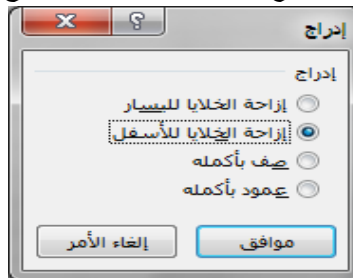 إدراج
إدراج
إزاحة الخلايا لليسار
إزاحة الخلايا للأسفل
صف بأكمله
عمود بأكمله
موافق
إلغاء الأمر